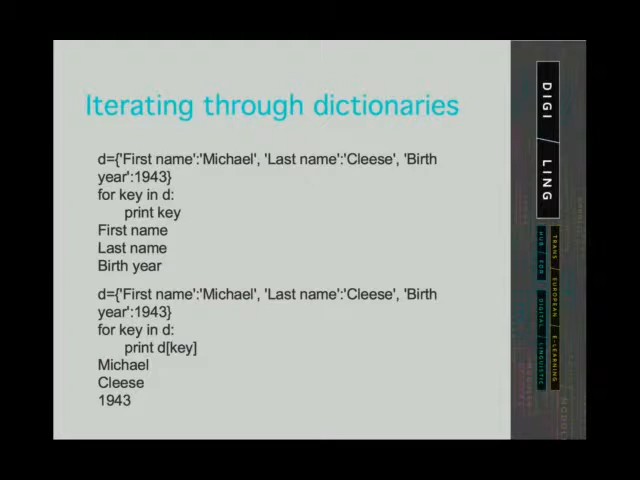 Iterating through dictionaries
d={'First name':'Michael', 'Last name':'Cleese', 'Birth
year':1943}
for key in d:
print key
First name
Last name
Birth year
d={'First name':'Michael', 'Last name':'Cleese', 'Birth
year':1943}
for key in d:
print d[key]
Michael
Cleese
1943
DIGI / LING
TRANS / EUROPEAN / E-LEARNING
HUB / FOR / DIGITAL / LINGUISTIC